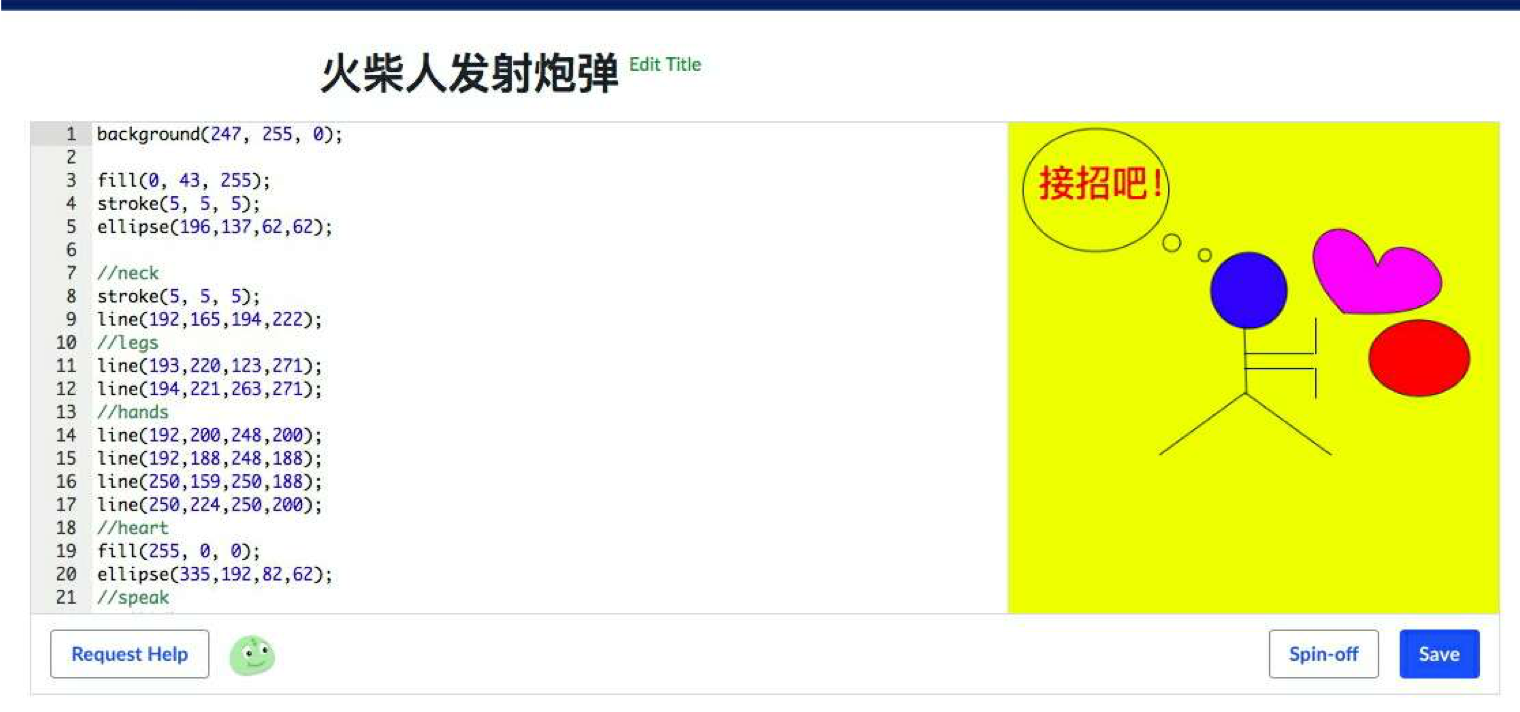 火柴人发射炮弹 Edit Title
1 background(247, 255, 0);
2
3 fill(0, 43, 255);
4 stroke(5, 5, 5);
5 ellipse(196,137,62,62);
6
7 //neck
8 stroke(5, 5, 5);
9 line(192,165,194,222);
10 //legs
11 line(193,220,123,271);
12 line(194,221,263,271);
13 //hands
14 line(192,200,248,200);
15 line(192,188,248,188);
16 line(250,159,250,188);
17 line(250,224,250,200);
18 //heart
19 fill(255, 0, 0);
20 ellipse(335,192,82,62);
21 //speak
接招吧!
Request Help
Spin-off
Save